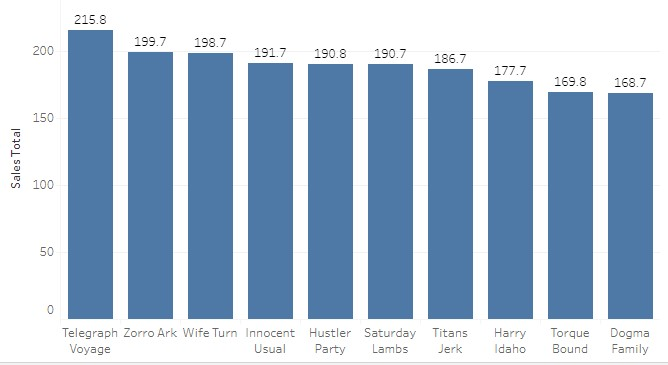 215.8
199.7
198.7
191.7
190.8
190.7
186.7
177.7
169.8
168.7
200
150
100
50
0
Sales Total
Telegraph Voyage
Zorro Ark
Wife Turn
Innocent Usual
Hustler Party
Saturday Lambs
Titans Jerk
Harry Idaho
Torque Bound
Dogma Family